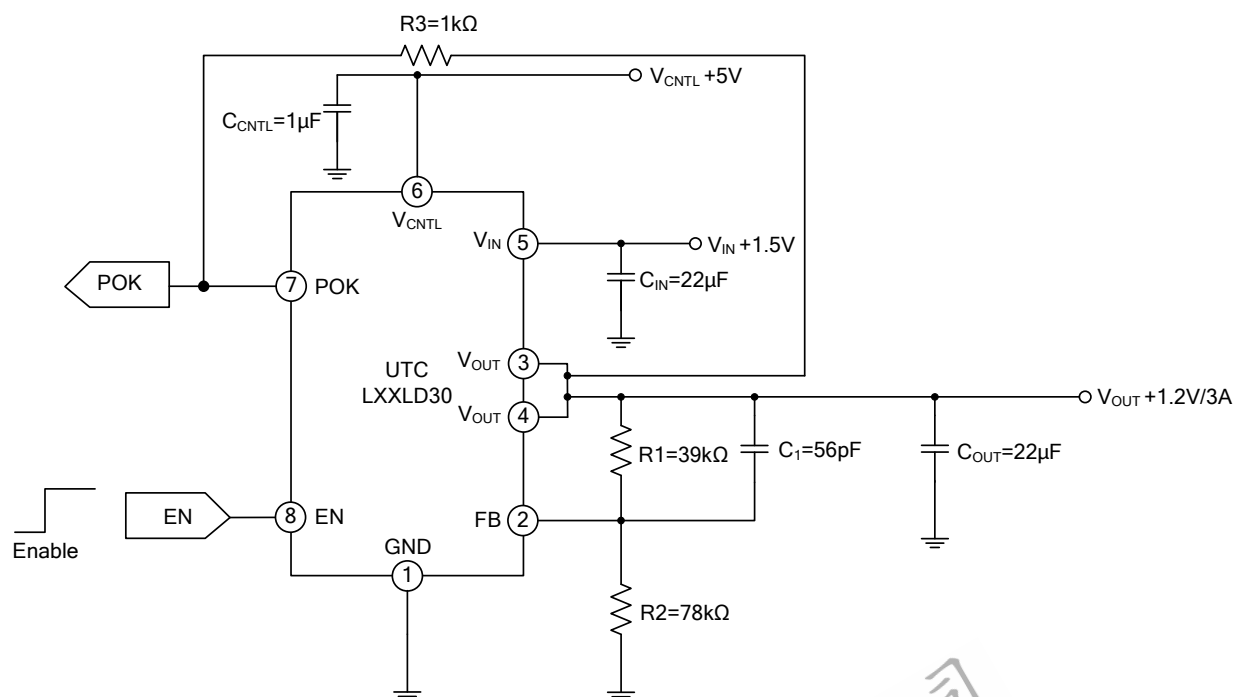 R3=1kΩ
VCNTL +5V
CCNTL=1μF
6
VCNTL
VIN
5
VIN +1.5V
CIN=22μF
POK
7
POK
VOUT
3
UTC
LXXLD30
VOUT
4
VOUT +1.2V/3A
R1=39kΩ
C1=56pF
COUT=22μF
Enable
EN
8
EN
FB
2
GND
1
R2=78kΩ
司